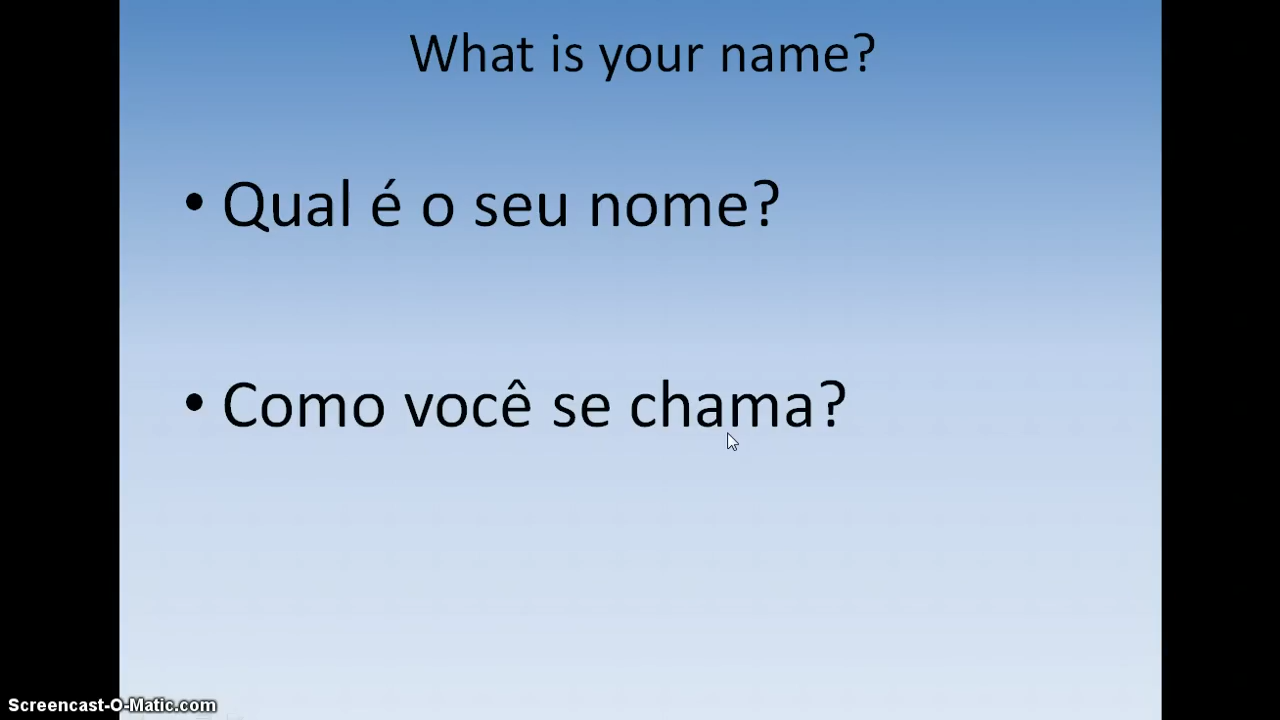 What is your name?
• Qual é o seu nome?
• Como você se chama?
Screencast-O-Matic.com